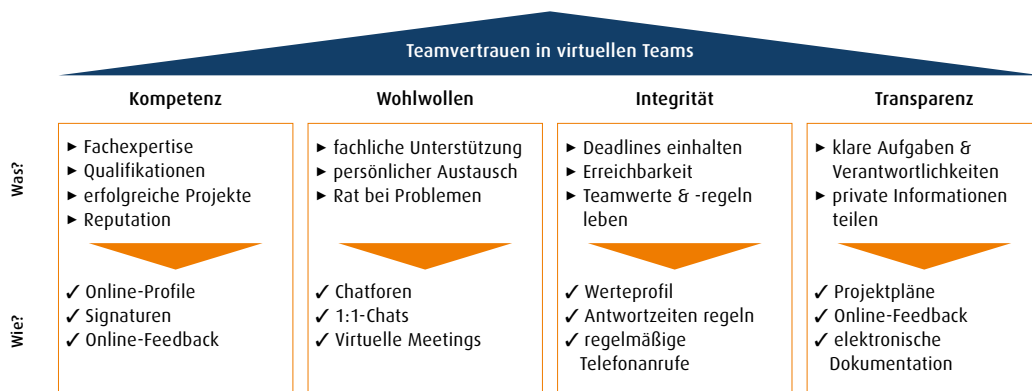 Teamvertrauen in virtuellen Teams
Kompetenz
Wohlwollen
Integrität
Transparenz
Was?
► Fachexpertise
► Qualifikationen
► erfolgreiche Projekte
► Reputation
► fachliche Unterstützung
► persönlicher Austausch
► Rat bei Problemen
► Deadlines einhalten
► Erreichbarkeit
► Teamwerte & -regeln
leben
► klare Aufgaben &
Verantwortlichkeiten
► private Informationen
teilen
Wie?
✓ Online-Profile
✓ Signaturen
✓ Online-Feedback
✓ Chatforen
✓ 1:1-Chats
✓ Virtuelle Meetings
✓ Werteprofil
✓ Antwortzeiten regeln
✓ regelmäßige
Telefonanrufe
✓ Projektpläne
✓ Online-Feedback
✓ elektronische
Dokumentation